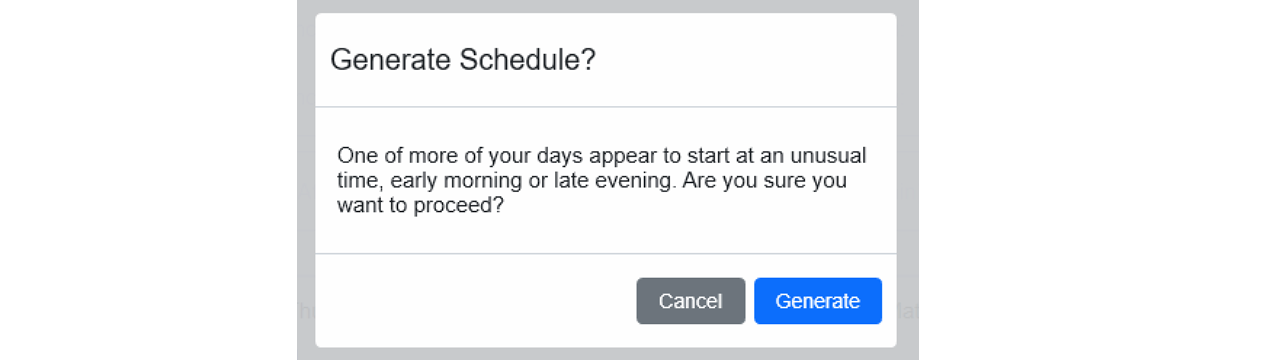 Generate Schedule?
One of more of your days appear to start at an unusual
time, early morning or late evening. Are you sure you
want to proceed?
Cancel
Generate